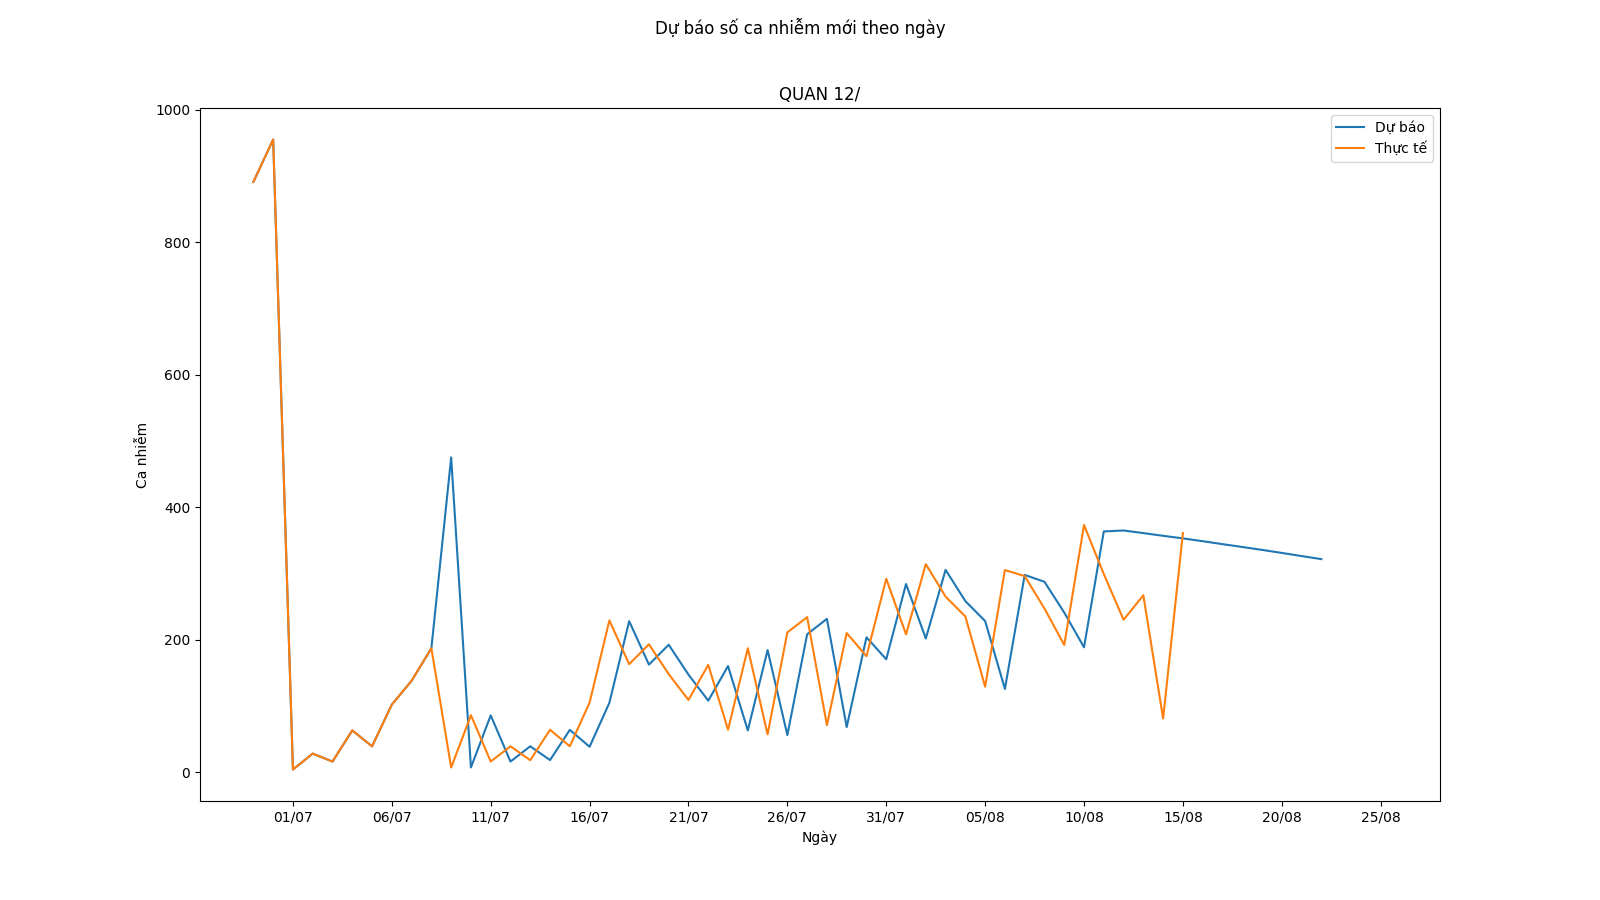 Dự báo số ca nhiễm mới theo ngày
QUAN 12/
Dự báo
Thực tế
1000
800
600
400
200
0
Ca nhiễm
01/07 06/07 11/07 16/07 21/07 26/07 31/07 05/08 10/08 15/08 20/08 25/08
Ngày